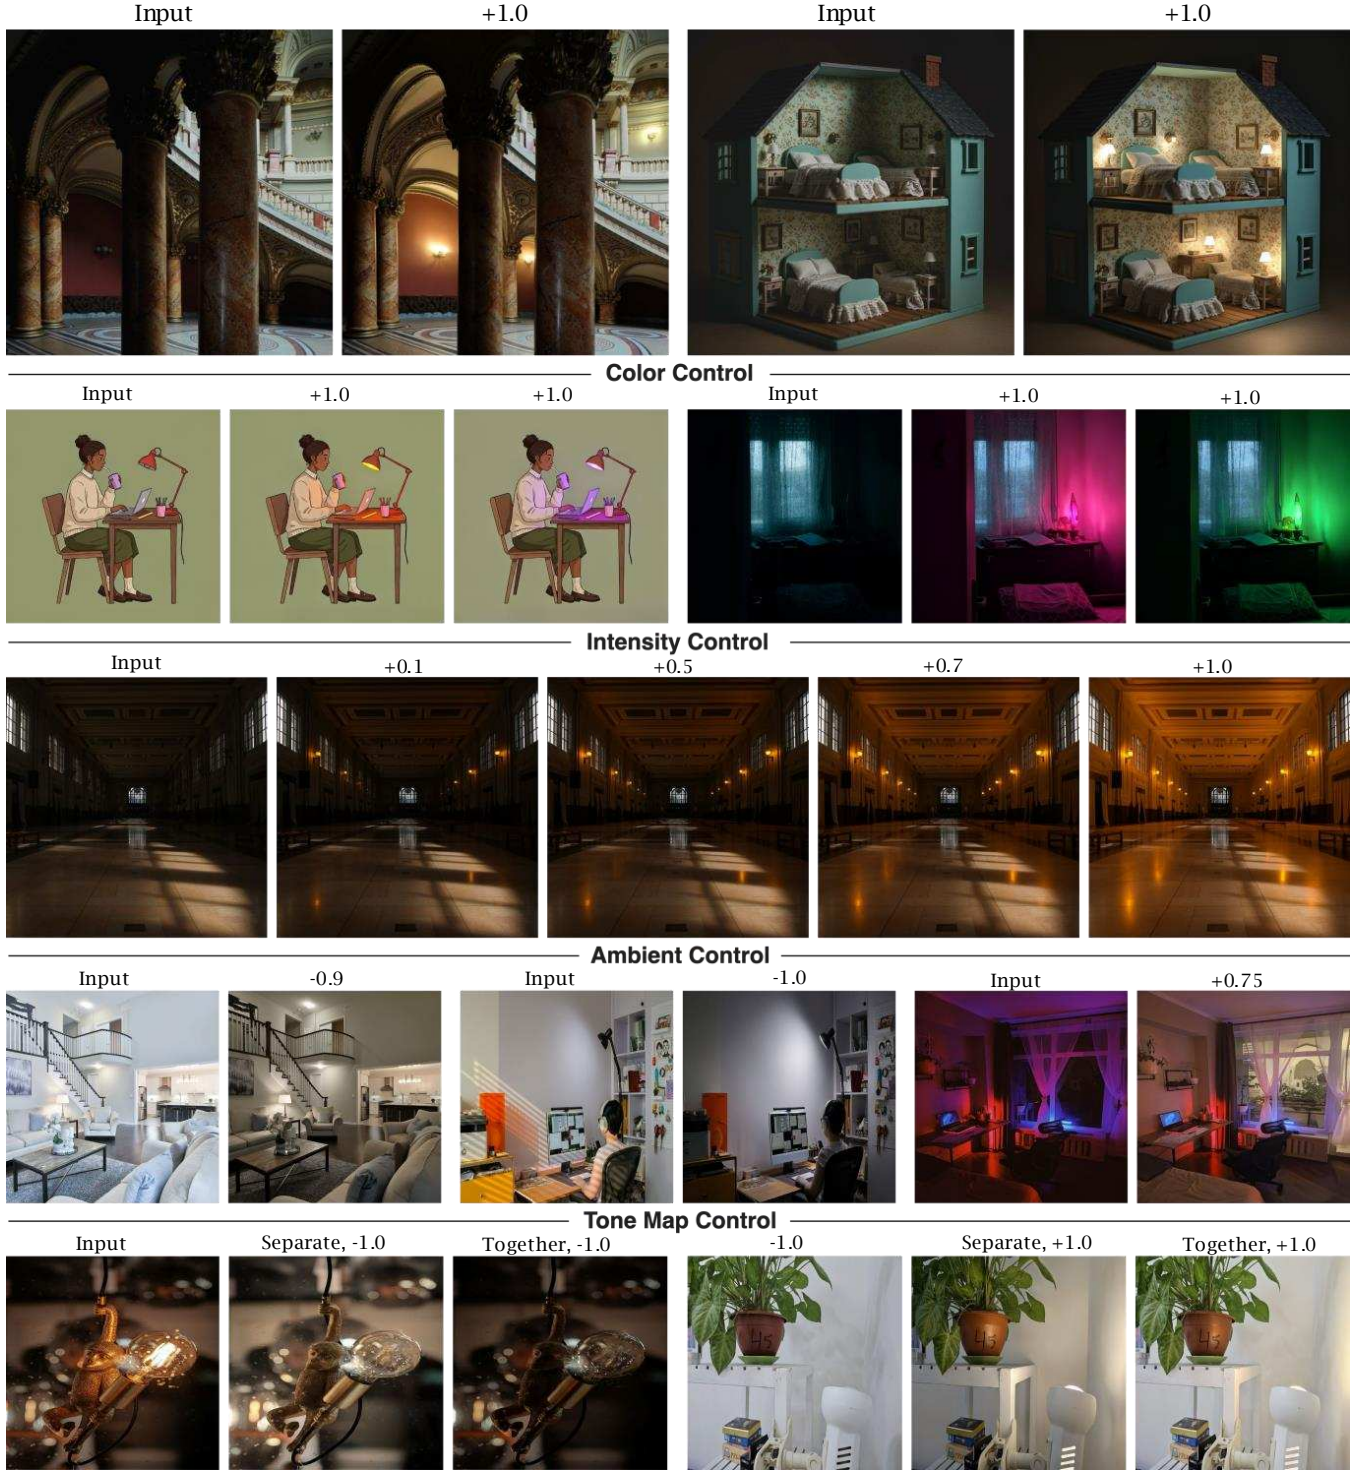 Input +1.0 Input +1.0
Color Control
Input +1.0 +1.0 Input +1.0 +1.0
Intensity Control
Input +0.1 +0.5 +0.7 +1.0
Ambient Control
Input -0.9 Input -1.0 Input +0.75
Tone Map Control
Input Separate, -1.0 Together, -1.0 -1.0 Separate, +1.0 Together, +1.0
45 45 45